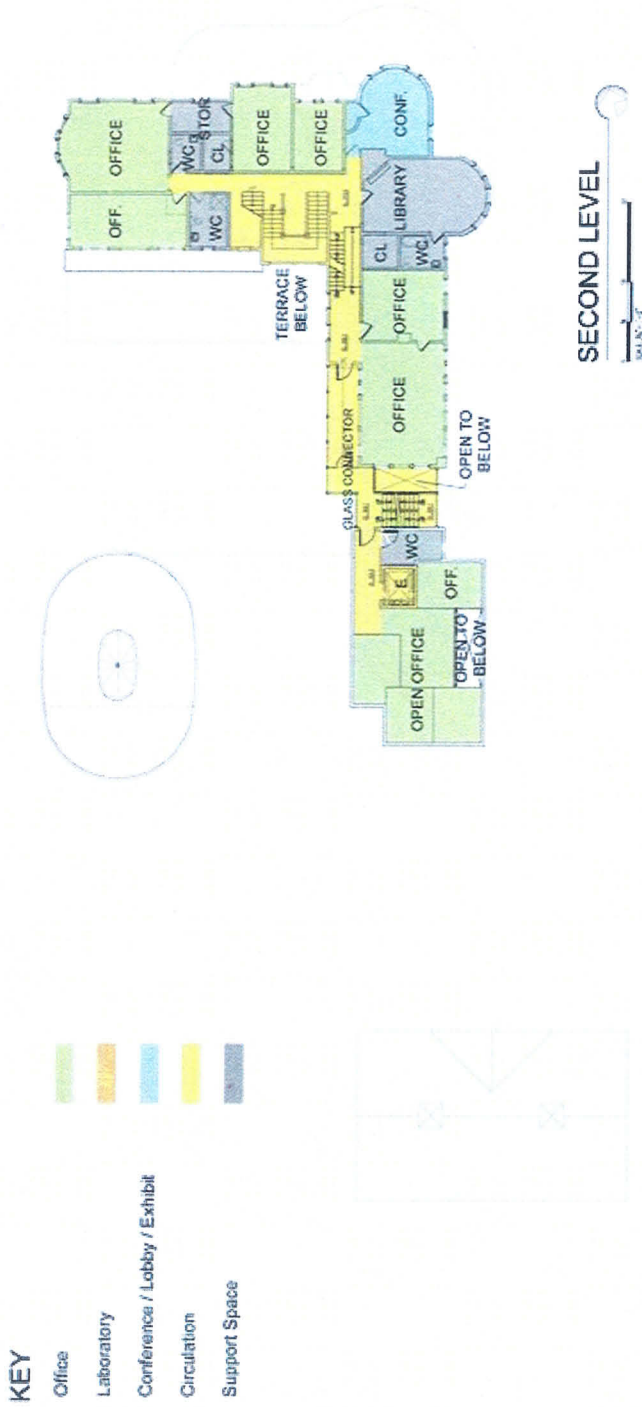 KEY
Office
Laboratory
Conference / Lobby / Exhibit
Circulation
Support Space
OFF.
OFFICE
WC
WC
STOR
CL
OFFICE
OFFICE
CONF.
LIBRARY
CL
WC
OFFICE
OFFICE
TERRACE
BELOW
GLASS CONNECTOR
OPEN TO
BELOW
WC
E
OFF.
OPEN OFFICE
OPEN TO
BELOW
SECOND LEVEL